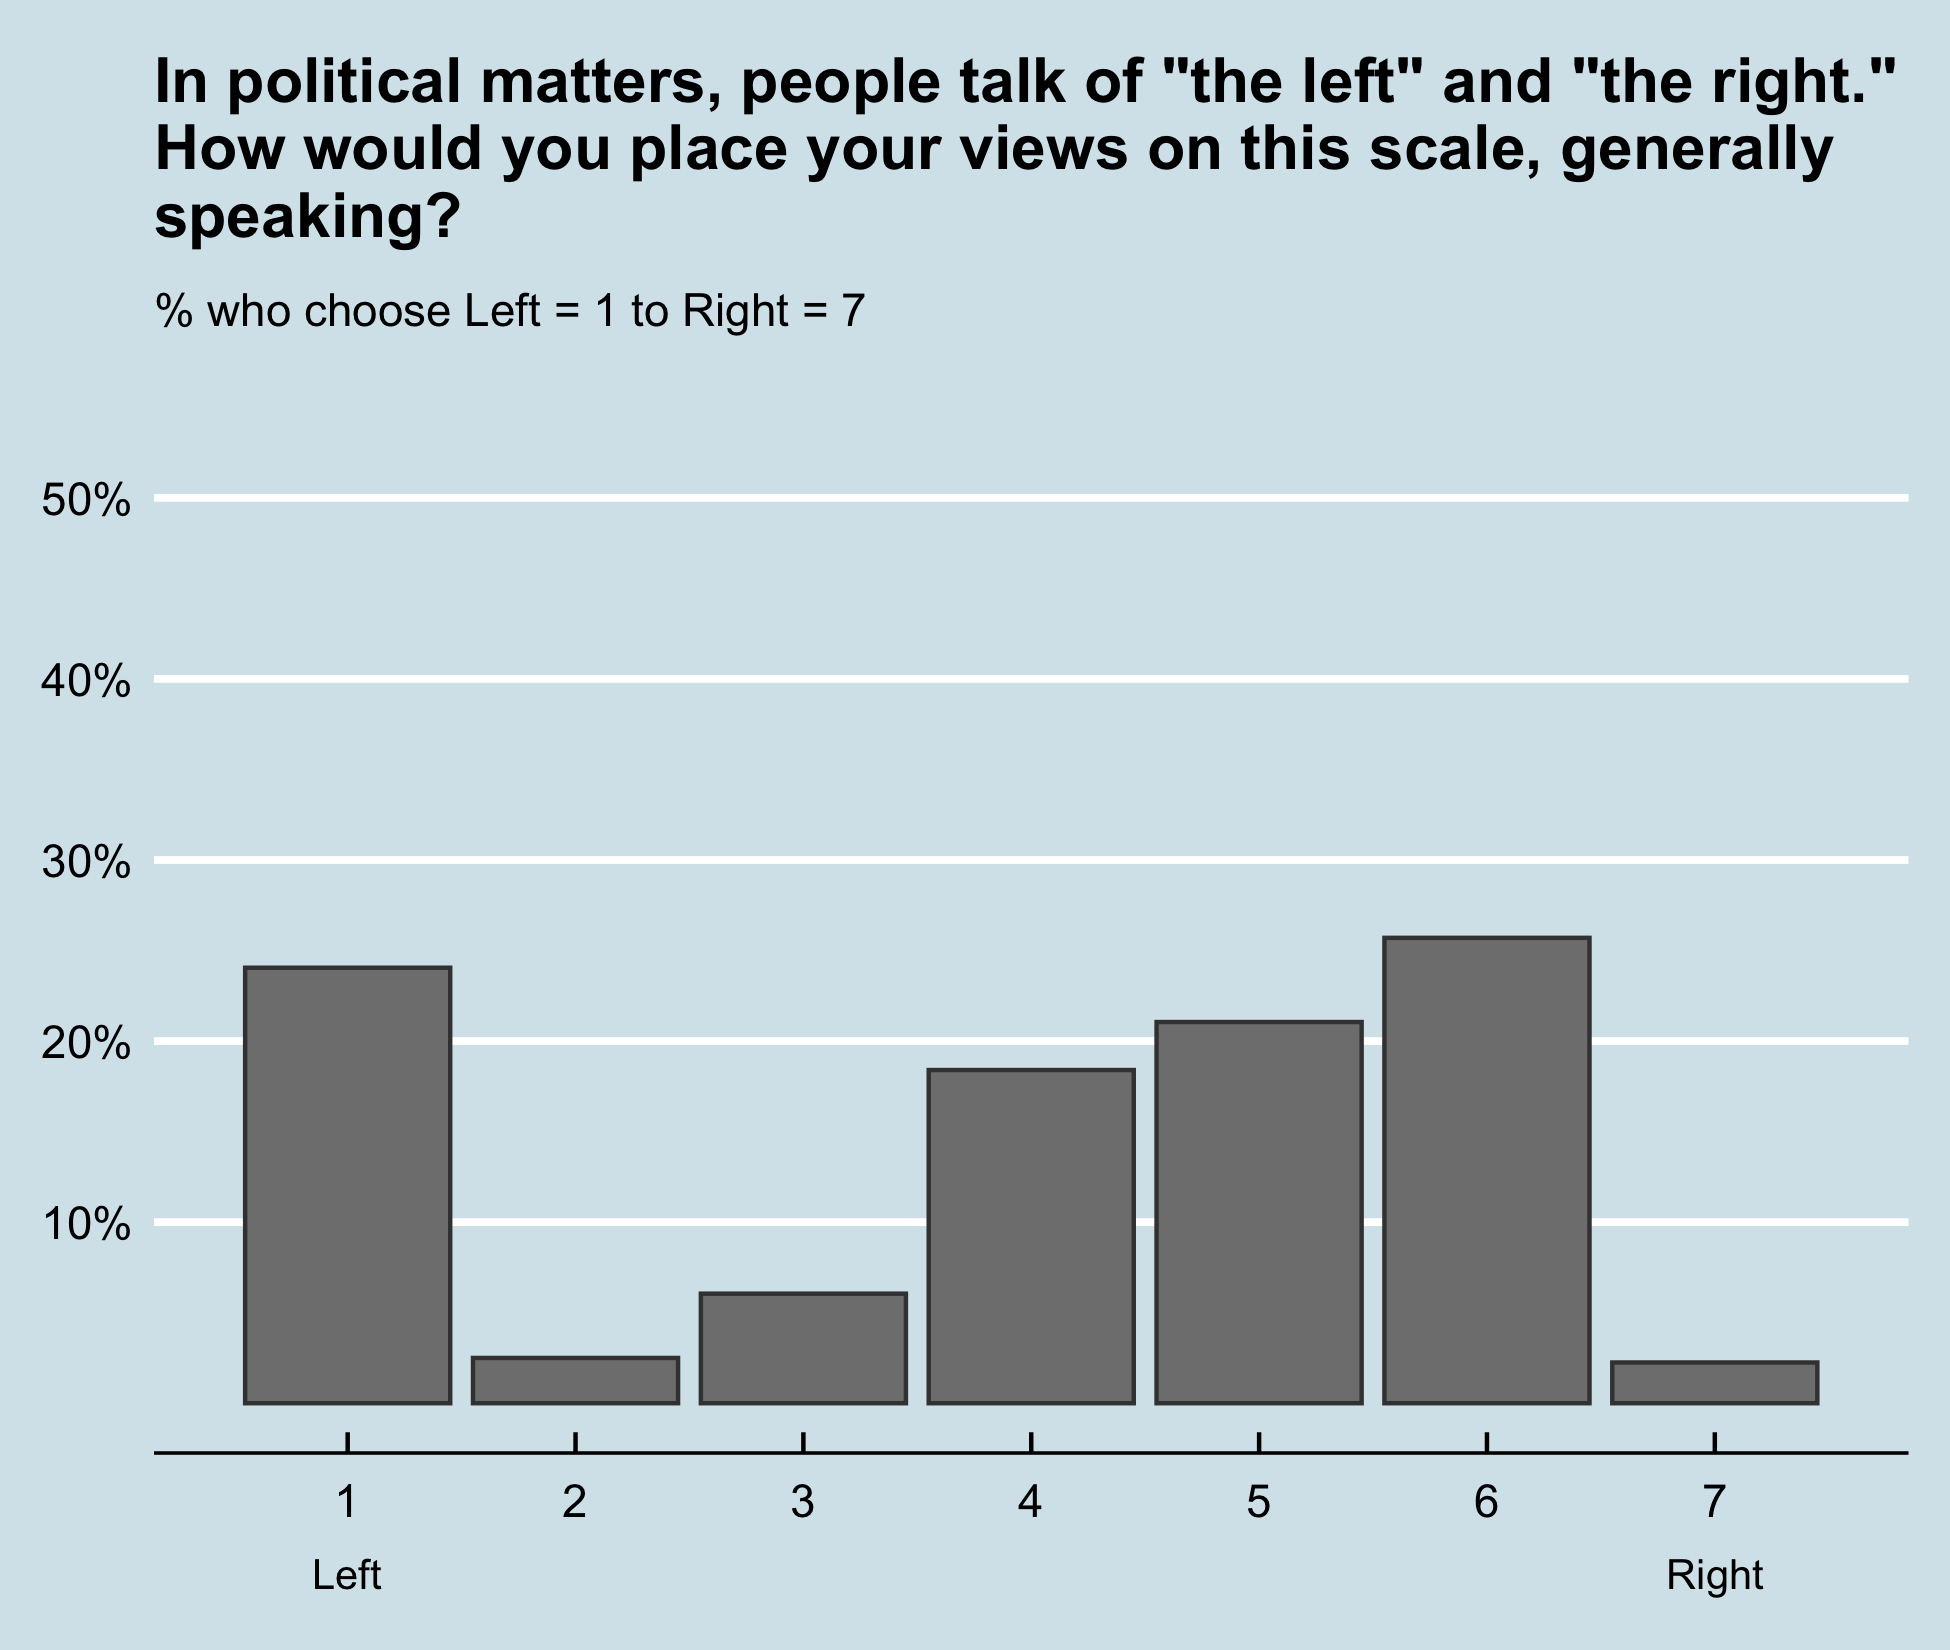 In political matters, people talk of "the left" and "the right."
How would you place your views on this scale, generally
speaking?
% who choose Left = 1 to Right = 7
50%
40%
30%
20%
10%
1 2 3 4 5 6 7
Left Right